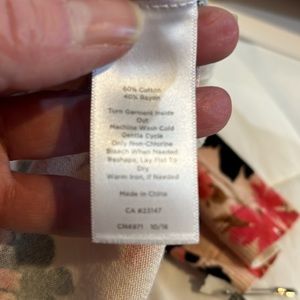 60% Cotton
40% Rayon
Turn Garment Inside
Out
Machine Wash Cold
Gentle Cycle
Only Non-Chlorine
Bleach When Needed
Reshape, Lay Flat To
Dry
Warm Iron, if Needed
Made in China
CA #23147
10/16